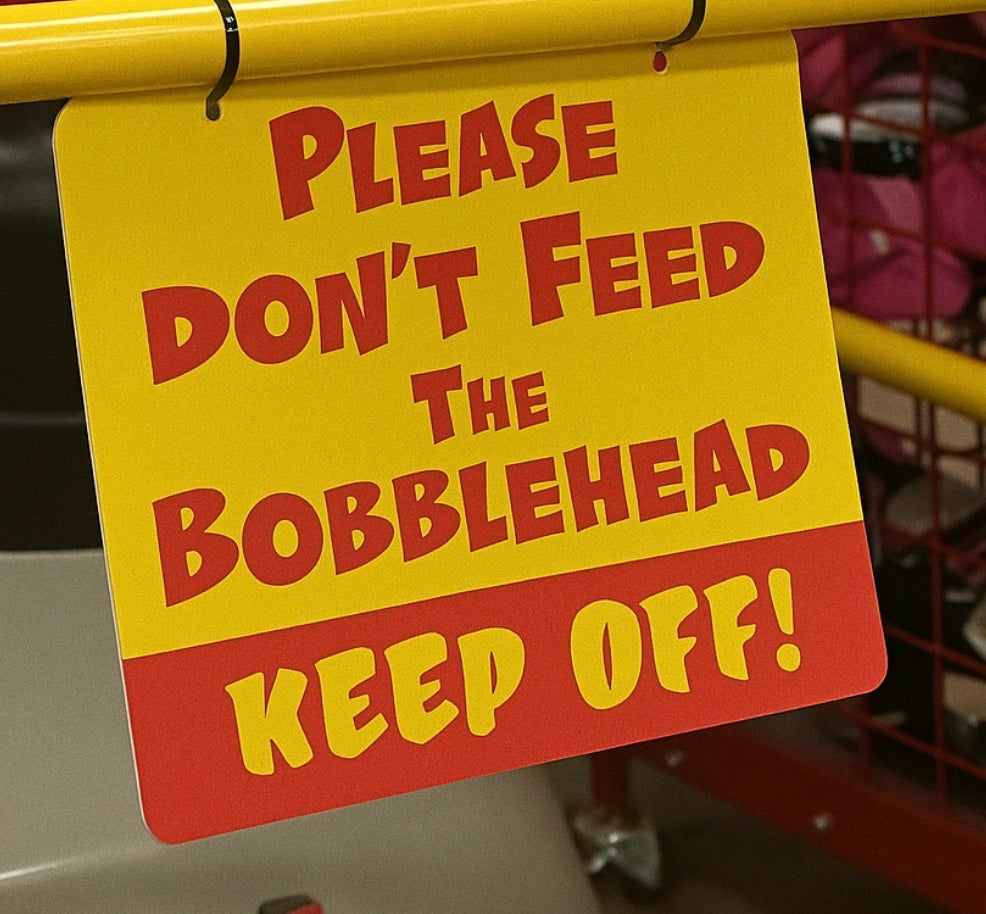 PLEASE
DON'T FEED
THE
BOBBLEHEAD
KEEP OFF!